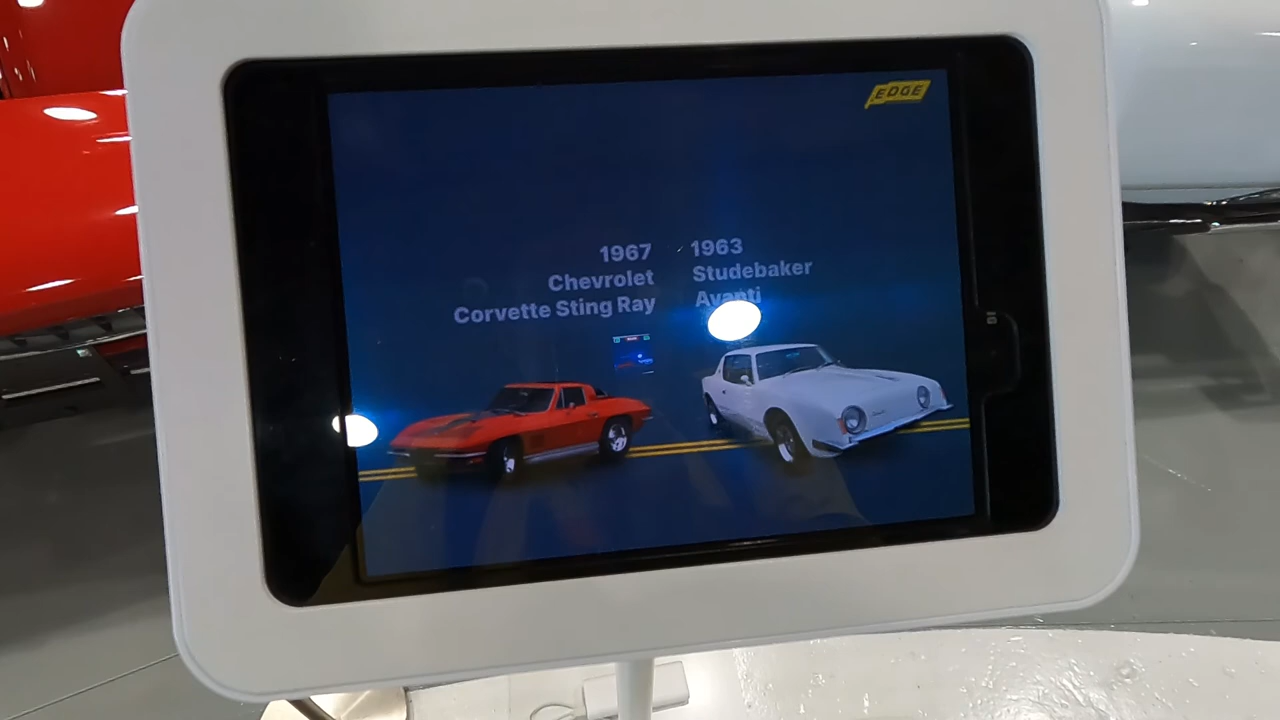 EDGE
1967
Chevrolet
Corvette Sting Ray
1963
Studebaker
Avanti